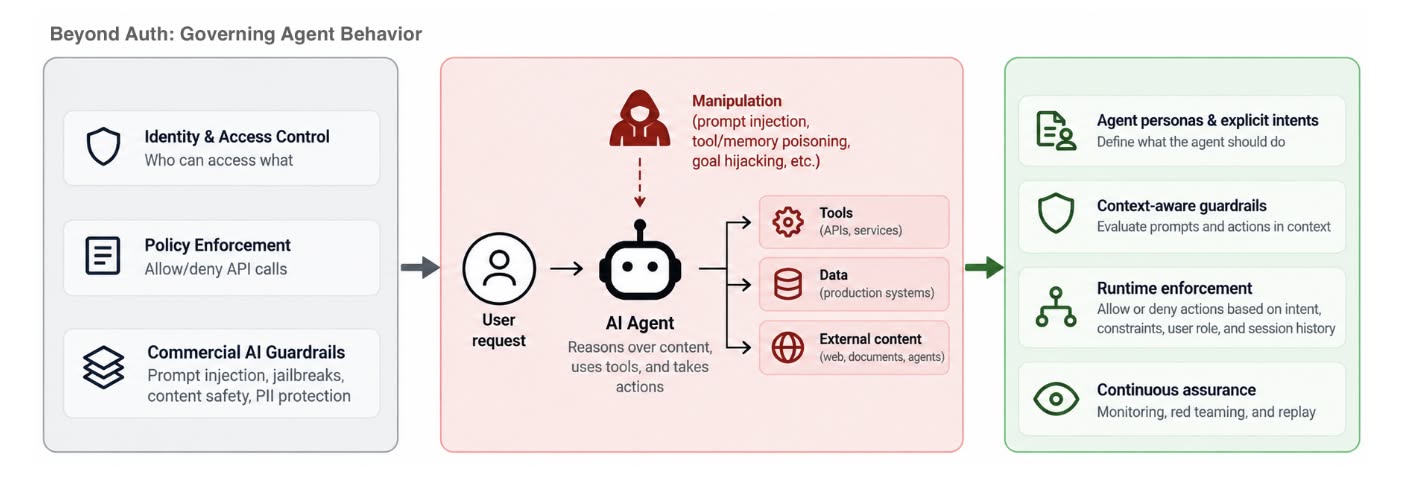 Beyond Auth: Governing Agent Behavior
Identity & Access Control
Who can access what
Policy Enforcement
Allow/deny API calls
Commercial AI Guardrails
Prompt injection, jailbreaks,
content safety, PII protection
Manipulation
(prompt injection,
tool/memory poisoning,
goal hijacking, etc.)
User
request
AI Agent
Reasons over content,
uses tools, and takes
actions
Tools
(APIs, services)
Data
(production systems)
External content
(web, documents, agents)
Agent personas & explicit intents
Define what the agent should do
Context-aware guardrails
Evaluate prompts and actions in context
Runtime enforcement
Allow or deny actions based on intent,
constraints, user role, and session history
Continuous assurance
Monitoring, red teaming, and replay